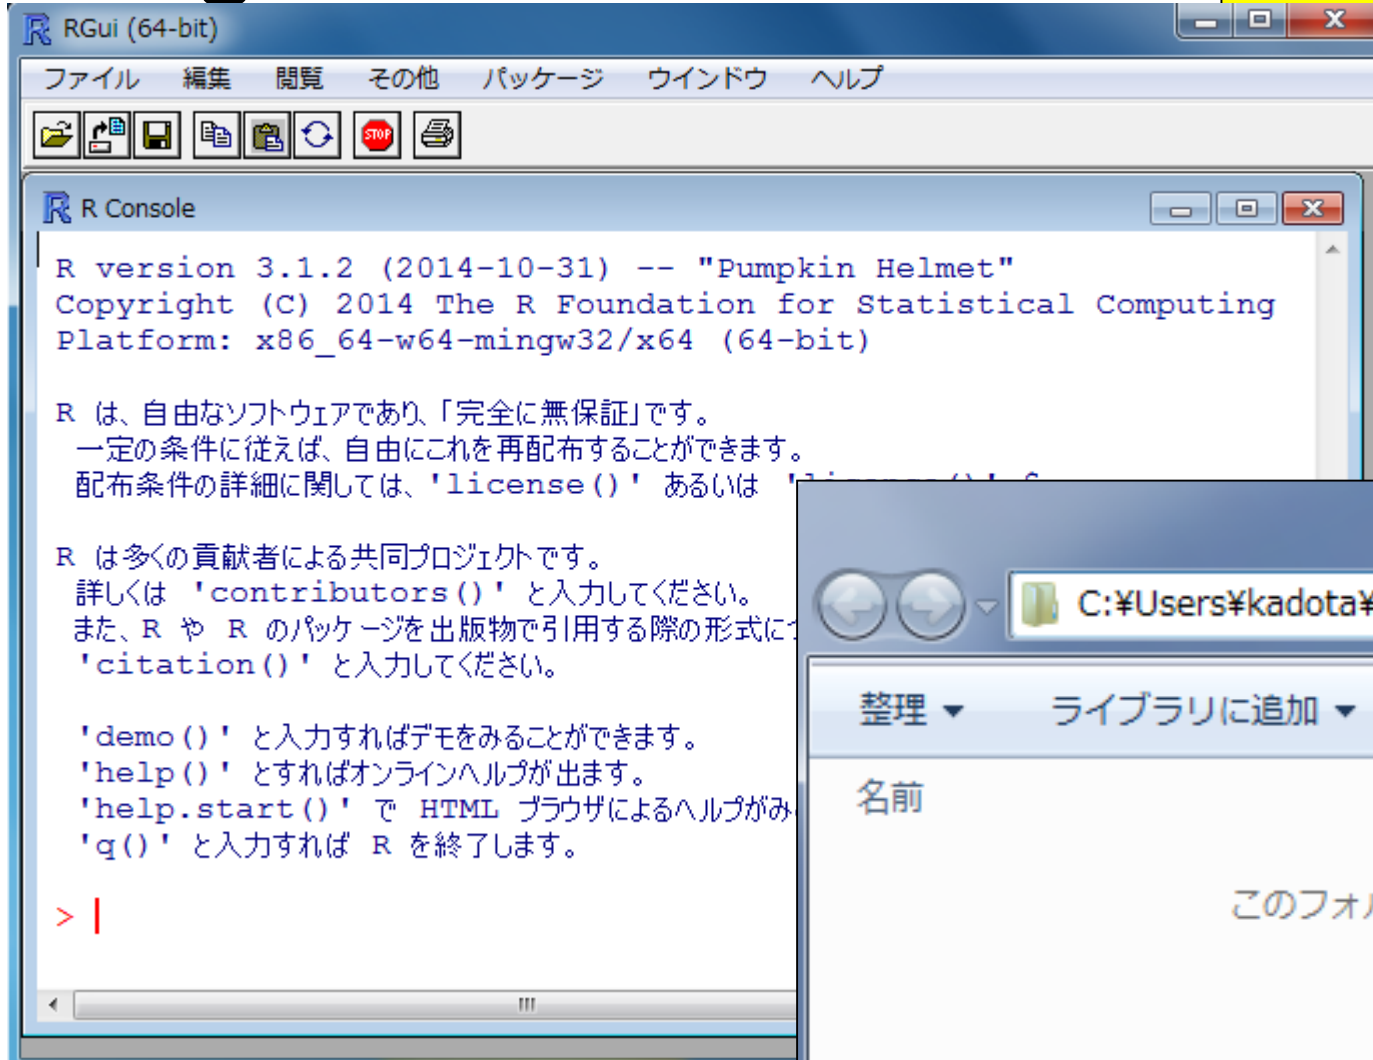 RGui (64-bit)
ファイル 編集 閲覧 その他 パッケージ ウインドウ ヘルプ
STOP
R Console
R version 3.1.2 (2014-10-31) -- "Pumpkin Helmet"
Copyright (C) 2014 The R Foundation for Statistical Computing
Platform: x86_64-w64-mingw32/x64 (64-bit)
R は、自由なソフトウェアであり、「完全に無保証」です。
一定の条件に従えば、自由にこれを再配布することができます。
配布条件の詳細に関しては、'license()' あるいは
R は多くの貢献者による共同プロジェクトです。
詳しくは 'contributors()' と入力してください。
また、R や R のパッケージを出版物で引用する際の形式に
'citation()' と入力してください。
'demo()' と入力すればデモをみることができます。
'help()' とすればオンラインヘルプが出ます。
'help.start()' で HTML ブラウザによるヘルプがみ
'q()' と入力すれば R を終了します。
>
C:¥Users¥kadota¥
整理 ライブラリに追加
名前
このフォ